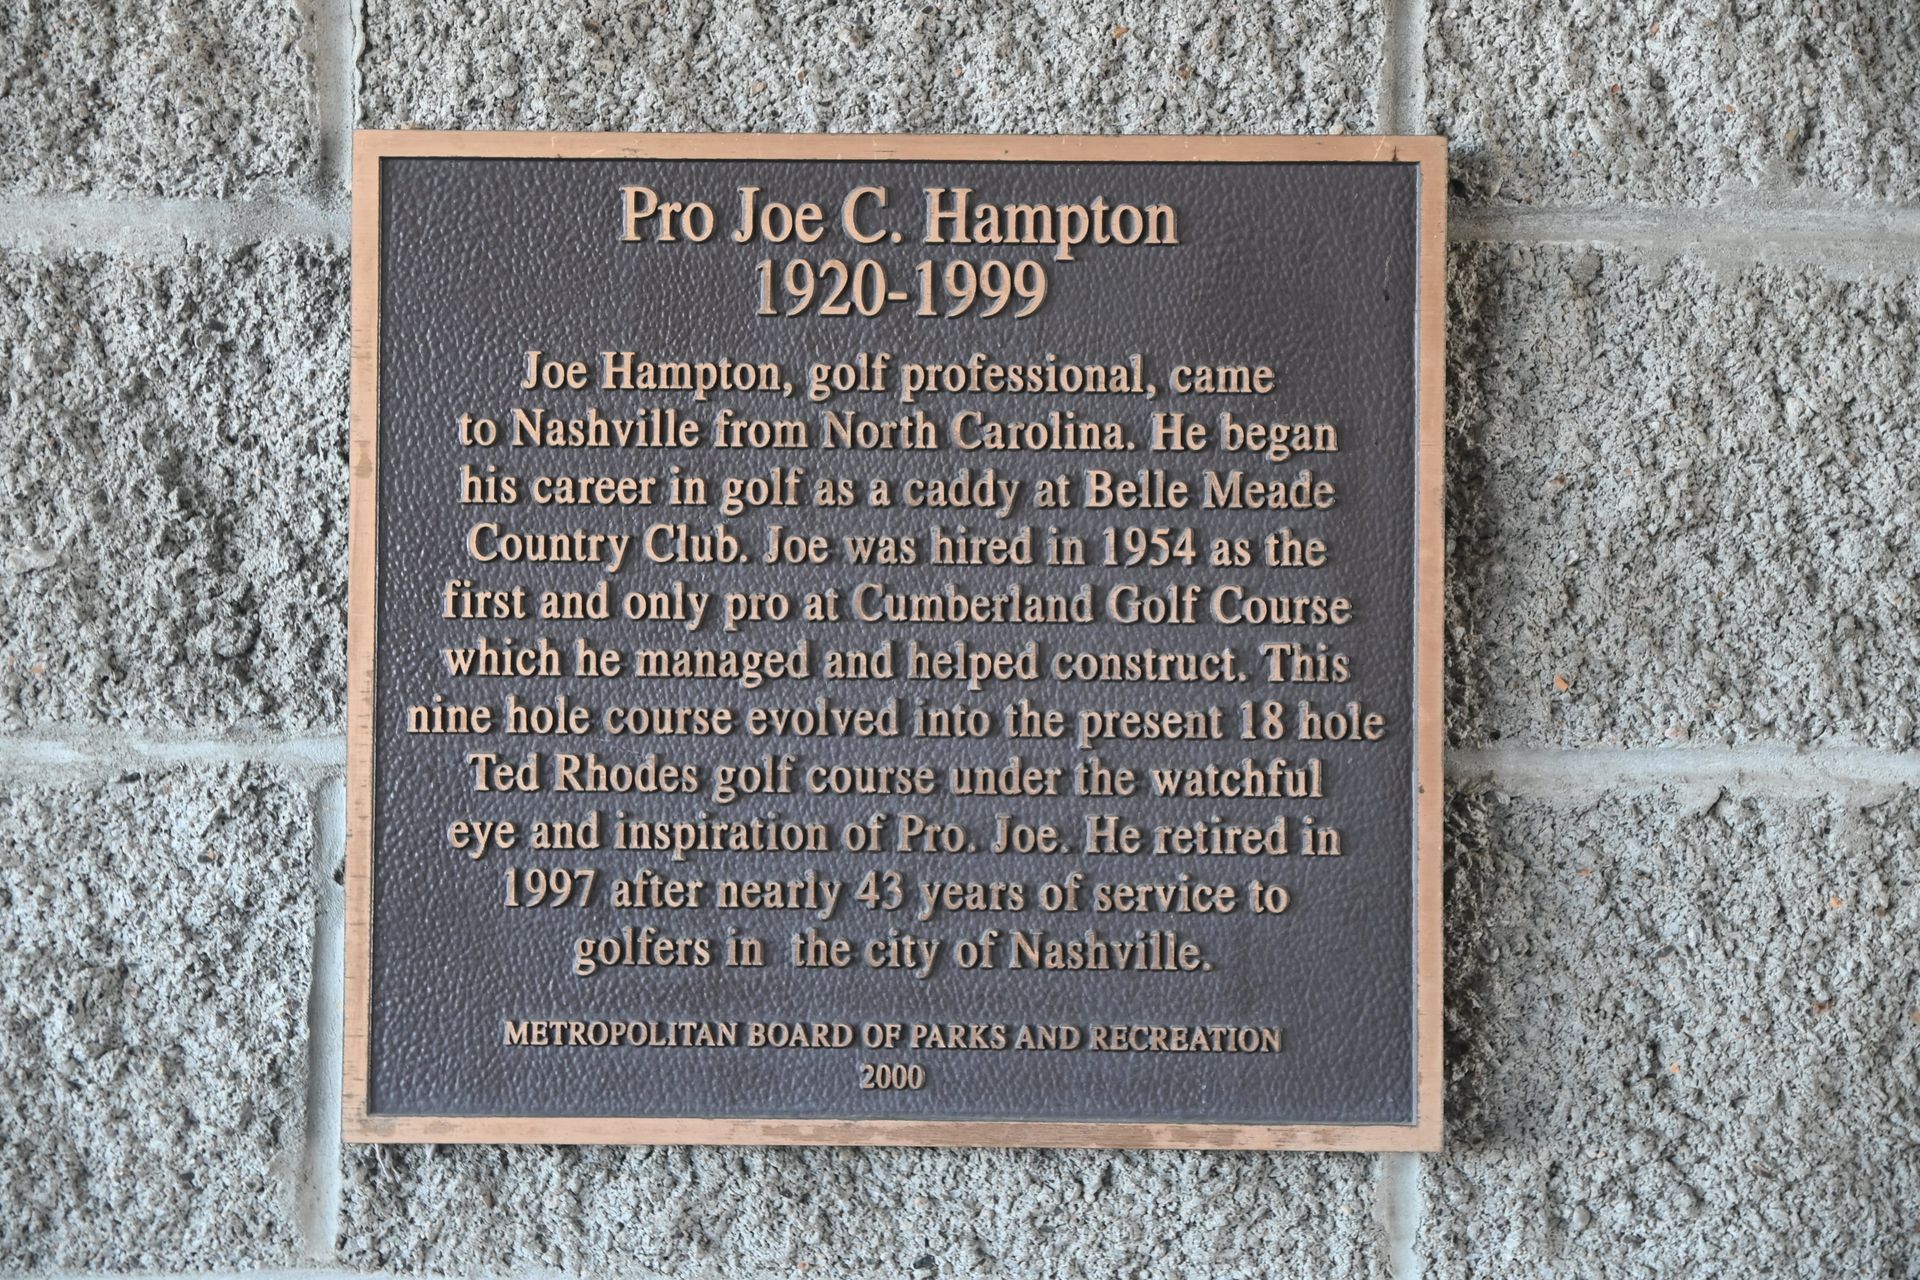 Pro Joe C. Hampton
1920-1999
Joe Hampton, golf professional, came
to Nashville from North Carolina. He began
his career in golf as a caddy at Belle Meade
Country Club. Joe was hired in 1954 as the
first and only pro at Cumberland Golf Course
which he managed and helped construct. This
nine hole course evolved into the present 18 hole
Ted Rhodes golf course under the watchful
eye and inspiration of Pro. Joe. He retired in
1997 after nearly 43 years of service to
golfers in the city of Nashville.
METROPOLITAN BOARD OF PARKS AND RECREATION
2000